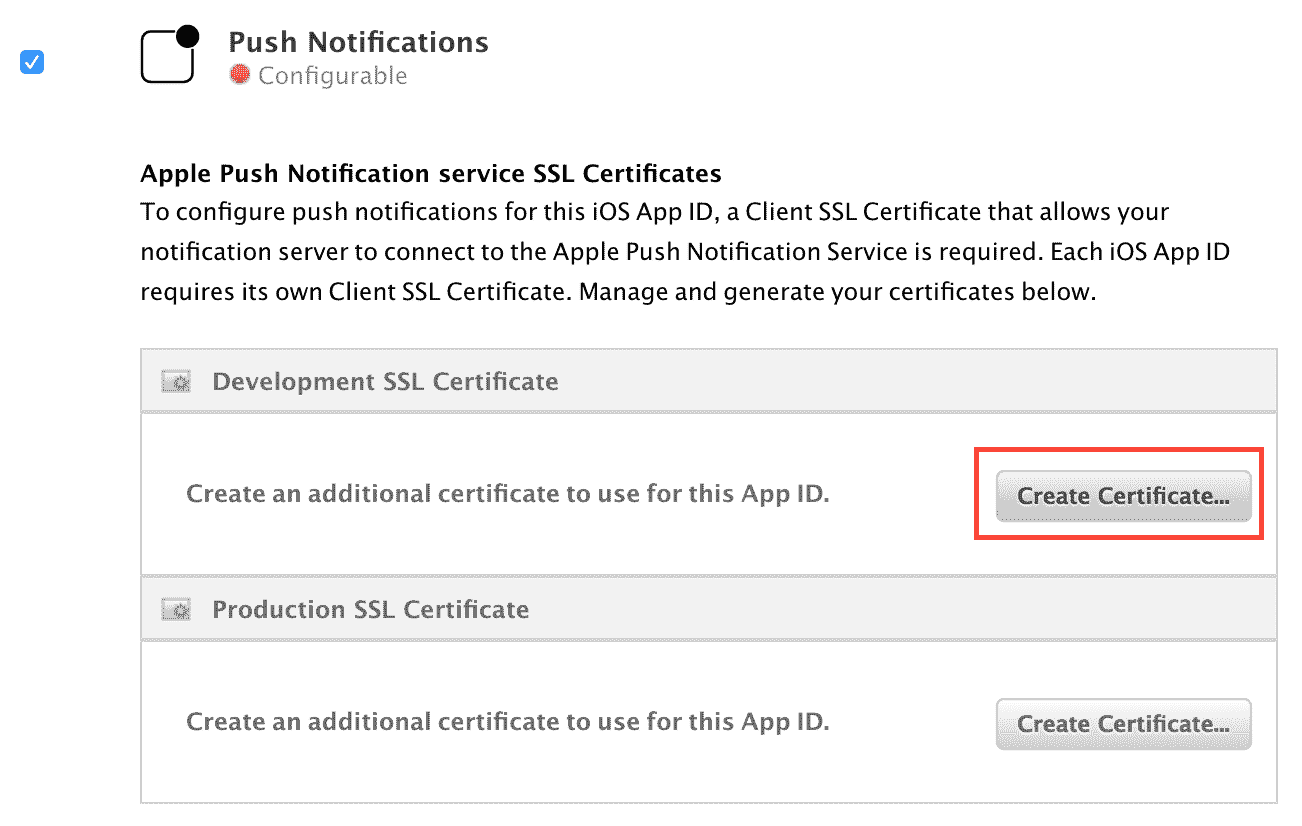 Push Notifications
Configurable
Apple Push Notification service SSL Certificates
To configure push notifications for this iOS App ID, a Client SSL Certificate that allows your
notification server to connect to the Apple Push Notification Service is required. Each iOS App ID
requires its own Client SSL Certificate. Manage and generate your certificates below.
Development SSL Certificate
Create an additional certificate to use for this App ID.
Create Certificate...
Production SSL Certificate
Create an additional certificate to use for this App ID.
Create Certificate...